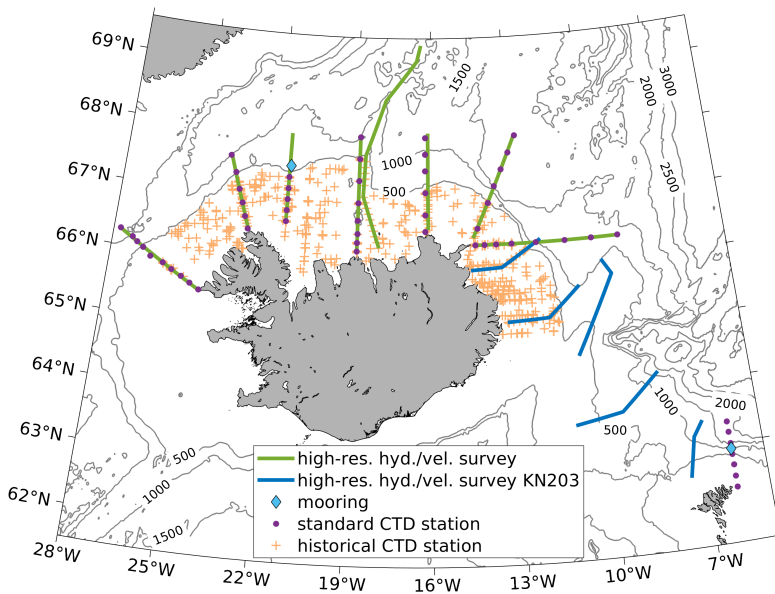 69°N
68°N
67°N
66°N
65°N
64°N
63°N
62°N
1500
3000
2000
2500
1000
500
1000
2000
500
500
1000
1500
high-res. hyd./vel. survey
high-res. hyd./vel. survey KN203
mooring
standard CTD station
historical CTD station
28°W
25°W
22°W
19°W
16°W
13°W
10°W
7°W